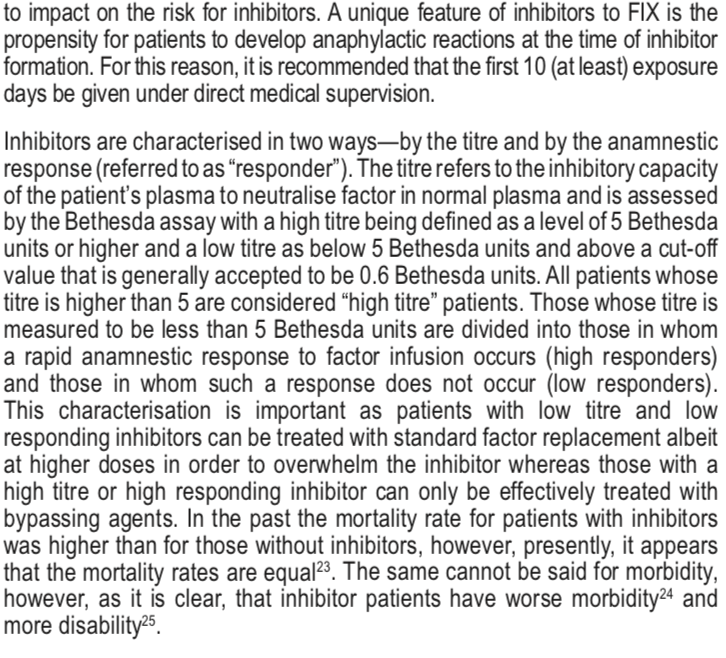 to impact on the risk for inhibitors. A unique feature of inhibitors to FIX is the
propensity for patients to develop anaphylactic reactions at the time of inhibitor
formation. For this reason, it is recommended that the first 10 (at least) exposure
days be given under direct medical supervision.
Inhibitors are characterised in two ways—by the titre and by the anamnestic
response (referred to as “responder”). The titre refers to the inhibitory capacity
of the patient’s plasma to neutralise factor in normal plasma and is assessed
by the Bethesda assay with a high titre being defined as a level of 5 Bethesda
units or higher and a low titre as below 5 Bethesda units and above a cut-off
value that is generally accepted to be 0.6 Bethesda units. All patients whose
titre is higher than 5 are considered “high titre” patients. Those whose titre is
measured to be less than 5 Bethesda units are divided into those in whom
a rapid anamnestic response to factor infusion occurs (high responders)
and those in whom such a response does not occur (low responders).
This characterisation is important as patients with low titre and low
responding inhibitors can be treated with standard factor replacement albeit
at higher doses in order to overwhelm the inhibitor whereas those with a
high titre or high responding inhibitor can only be effectively treated with
bypassing agents. In the past the mortality rate for patients with inhibitors
was higher than for those without inhibitors, however, presently, it appears
that the mortality rates are equal²³. The same cannot be said for morbidity,
however, as it is clear, that inhibitor patients have worse morbidity²⁴ and
more disability²⁵.